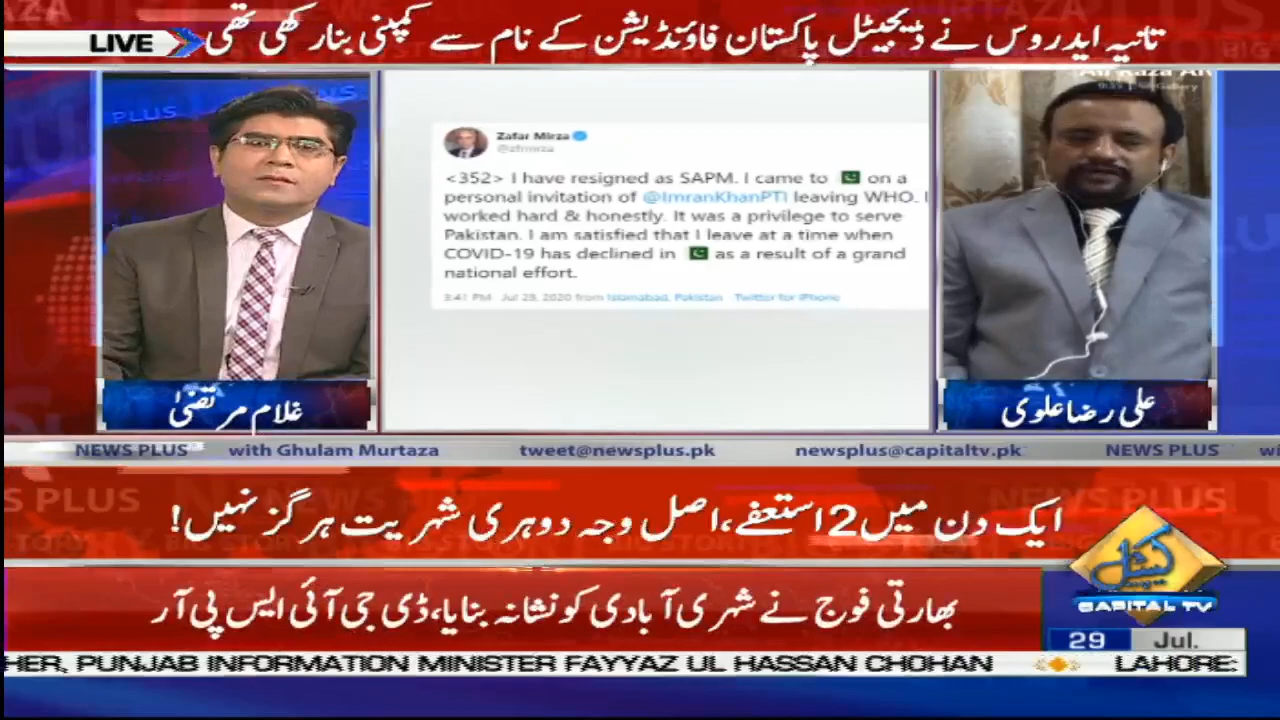 تانیہ ایدروس نے ڈیجیٹل پاکستان فاؤنڈیشن کے نام سے کمپنی بنا رکھی تھی
LIVE
PLUS
Zafar Mirza
@zfrmrza
<352> I have resigned as SAPM. I came to 🇵🇰 on a
personal invitation of @ImranKhanPTI leaving WHO. I
worked hard & honestly. It was a privilege to serve
Pakistan. I am satisfied that I leave at a time when
COVID-19 has declined in 🇵🇰 as a result of a grand
national effort.
3:41 PM Jul 29, 2020 from Islamabad, Pakistan Twitter for iPhone
غلام مرتضیٰ
علی رضا علوی
NEWS PLUS with Ghulam Murtaza tweet@newsplus.pk newsplus@capitaltv.pk NEWS PLUS wi
ایک دن میں 2 استعفے، اصل وجہ دوہری شہریت ہرگز نہیں!
بھارتی فوج نے شہری آبادی کو نشانہ بنایا، ڈی جی آئی ایس پی آر
کیپیٹل
CAPITAL TV
29 Jul.
HER, PUNJAB INFORMATION MINISTER FAYYAZ UL HASSAN CHOHAN LAHORE: